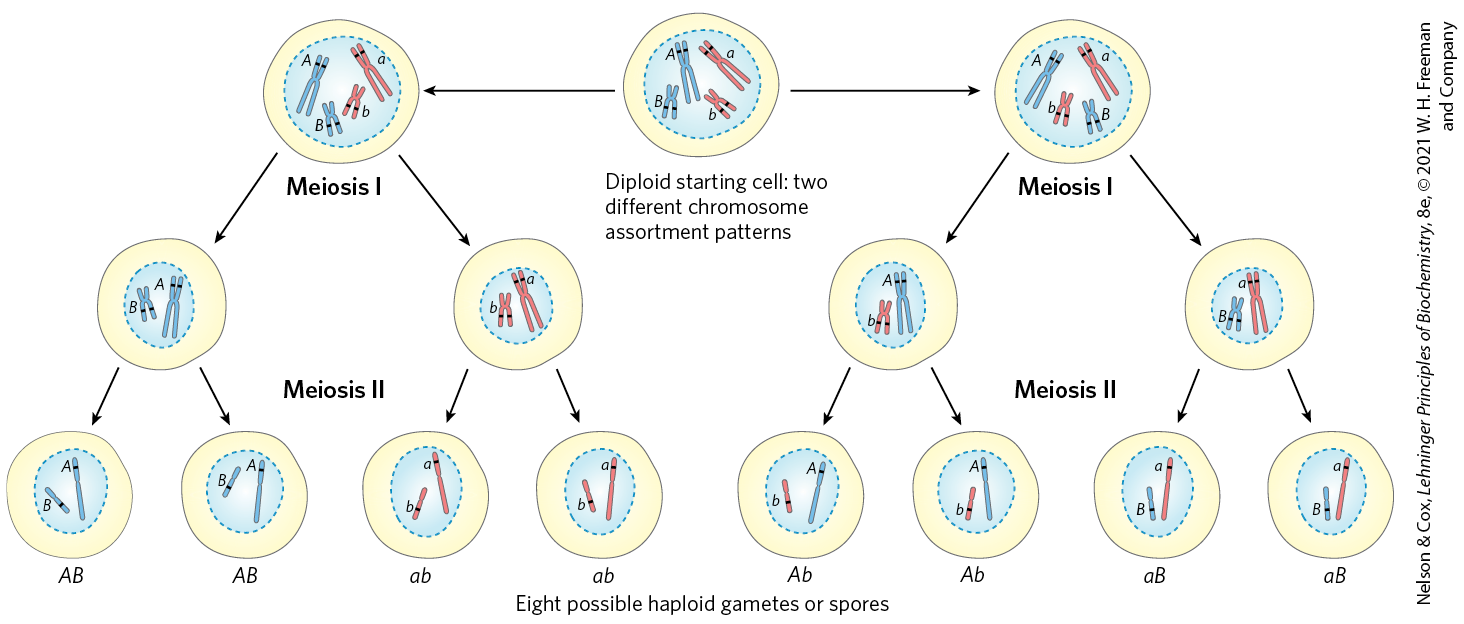 A a B b
A a B b
A a b B
Diploid starting cell: two
different chromosome
assortment patterns
Meiosis I
Meiosis I
B A
b a
b A
B a
Meiosis II
Meiosis II
A B
B A
a b
a b
b A
A b
a B
a B
AB AB ab ab Ab Ab aB aB
Eight possible haploid gametes or spores
Nelson & Cox, Lehninger Principles of Biochemistry, 8e, © 2021 W. H. Freeman
and Company